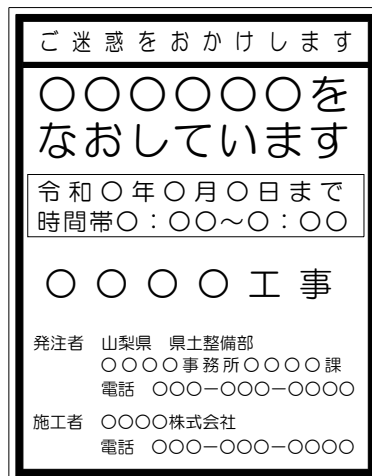 ご迷惑をおかけします
〇〇〇〇〇〇を
なおしています
令和〇年〇月〇日まで
時間帯〇：〇〇～〇：〇〇
〇〇〇〇工事
発注者　山梨県　県土整備部
〇〇〇〇事務所〇〇〇〇課
電話　〇〇〇－〇〇〇－〇〇〇〇
施工者　〇〇〇〇株式会社
電話　〇〇〇－〇〇〇－〇〇〇〇